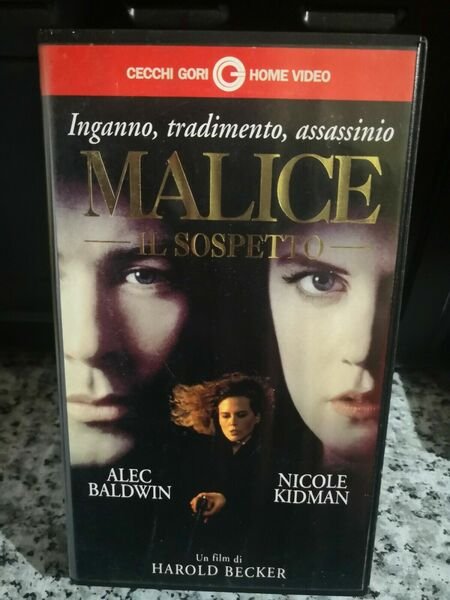 CECCHI GORI G HOME VIDEO
Inganno, tradimento, assassinio
MALICE
IL SOSPETTO
ALEC
BALDWIN
NICOLE
KIDMAN
Un film di
HAROLD BECKER